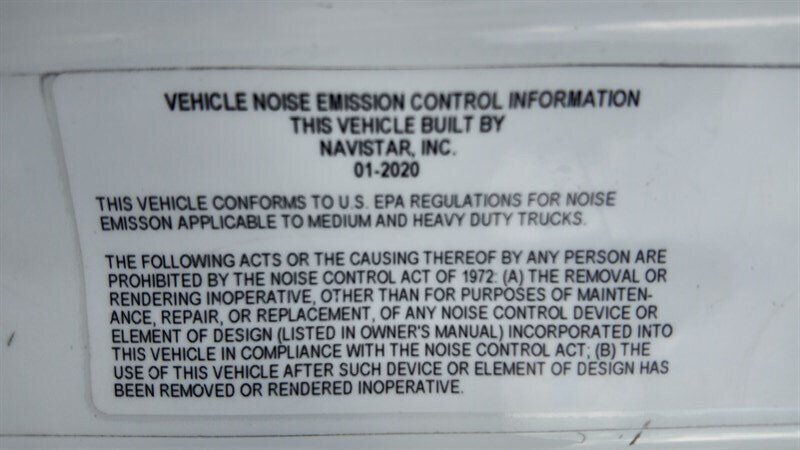 VEHICLE NOISE EMISSION CONTROL INFORMATION
THIS VEHICLE BUILT BY
NAVISTAR, INC.
01-2020
THIS VEHICLE CONFORMS TO U.S. EPA REGULATIONS FOR NOISE
EMISSON APPLICABLE TO MEDIUM AND HEAVY DUTY TRUCKS.
THE FOLLOWING ACTS OR THE CAUSING THEREOF BY ANY PERSON ARE
PROHIBITED BY THE NOISE CONTROL ACT OF 1972: (A) THE REMOVAL OR
RENDERING INOPERATIVE, OTHER THAN FOR PURPOSES OF MAINTEN-
ANCE, REPAIR, OR REPLACEMENT, OF ANY NOISE CONTROL DEVICE OR
ELEMENT OF DESIGN (LISTED IN OWNER'S MANUAL) INCORPORATED INTO
THIS VEHICLE IN COMPLIANCE WITH THE NOISE CONTROL ACT; (B) THE
USE OF THIS VEHICLE AFTER SUCH DEVICE OR ELEMENT OF DESIGN HAS
BEEN REMOVED OR RENDERED INOPERATIVE.